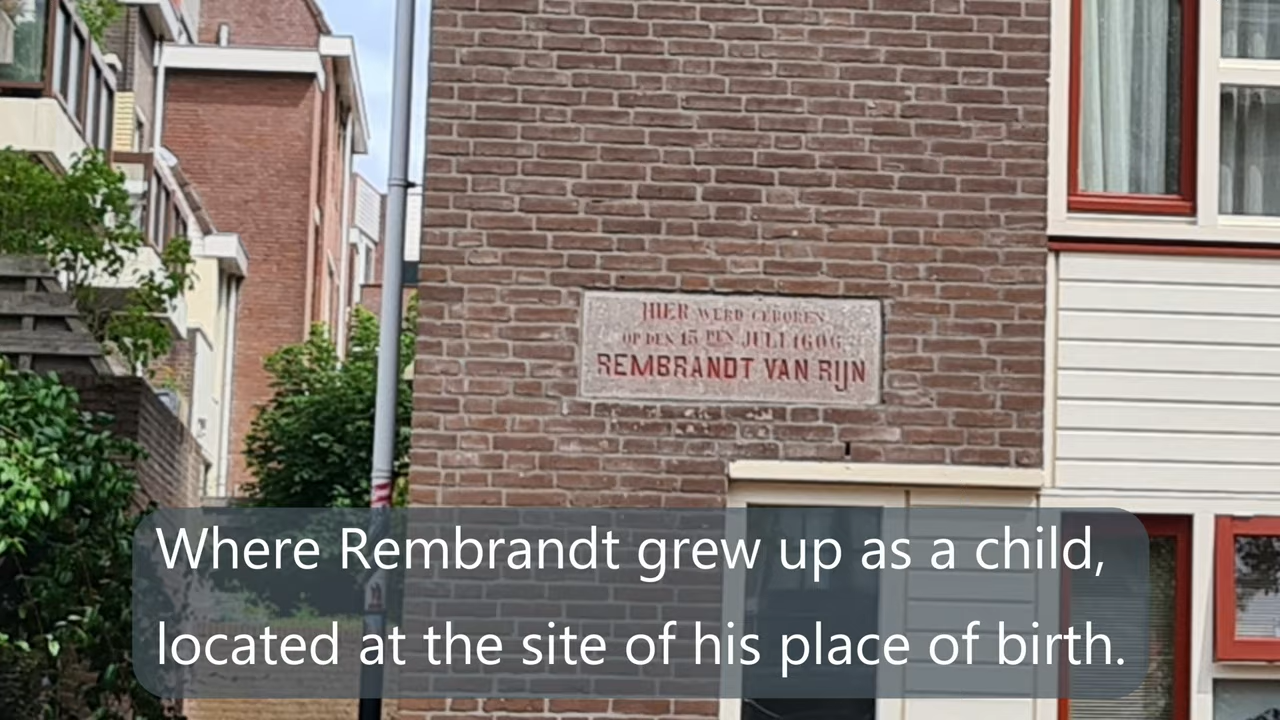 HIER WERD GEBOREN
OP DEN 15 DEN JULI 1606
REMBRANDT VAN RIJN
Where Rembrandt grew up as a child,
located at the site of his place of birth.